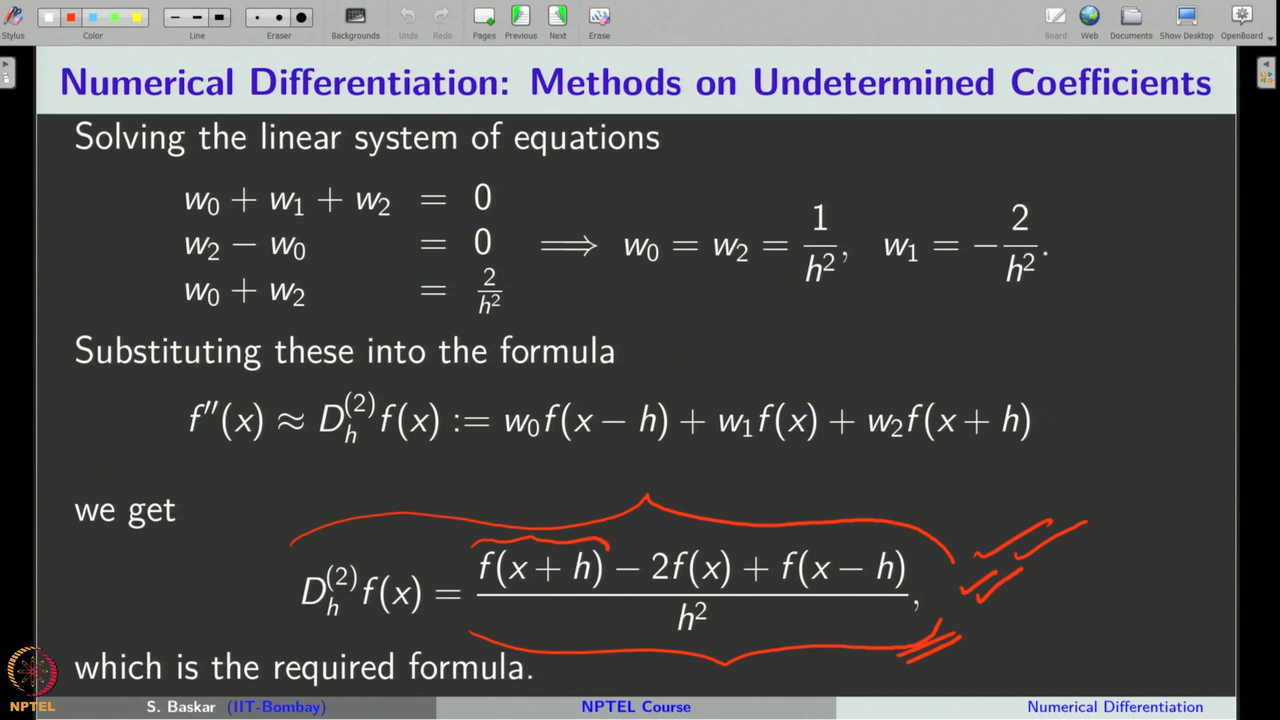 Stylus Color Line Eraser Backgrounds Undo Redo Pages Previous Next Erase Board Web Documents Show Desktop OpenBoard
Numerical Differentiation: Methods on Undetermined Coefficients
Solving the linear system of equations
w₀ + w₁ + w₂ = 0
w₂ − w₀ = 0 ⟹ w₀ = w₂ = 1/h², w₁ = −2/h².
w₀ + w₂ = 2/h²
Substituting these into the formula
f″(x) ≈ D_h^(2) f(x) := w₀f(x − h) + w₁f(x) + w₂f(x + h)
we get
D_h^(2) f(x) = (f(x + h) − 2f(x) + f(x − h))/h²,
which is the required formula.
NPTEL
S. Baskar (IIT-Bombay) NPTEL Course Numerical Differentiation